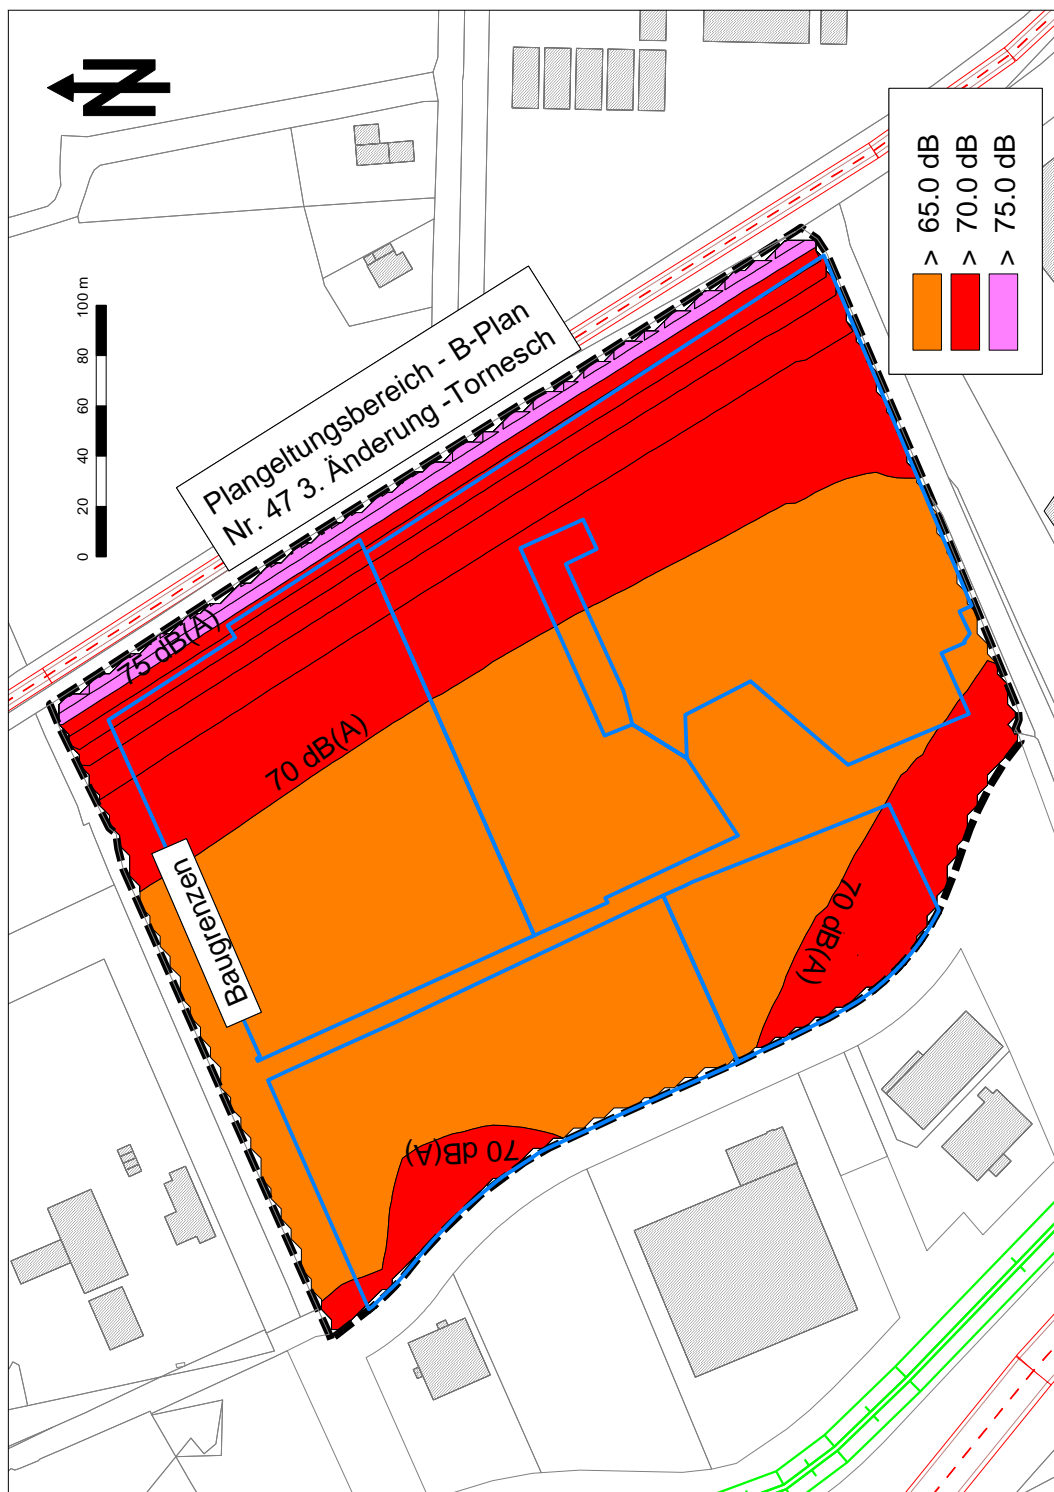 N
0 20 40 60 80 100 m
Plangeltungsbereich - B-Plan
Nr. 47 3. Änderung -Tornesch
> 65.0 dB
> 70.0 dB
> 75.0 dB
75 dB(A)
70 dB(A)
Baugrenzen
70 dB(A)
70 dB(A)